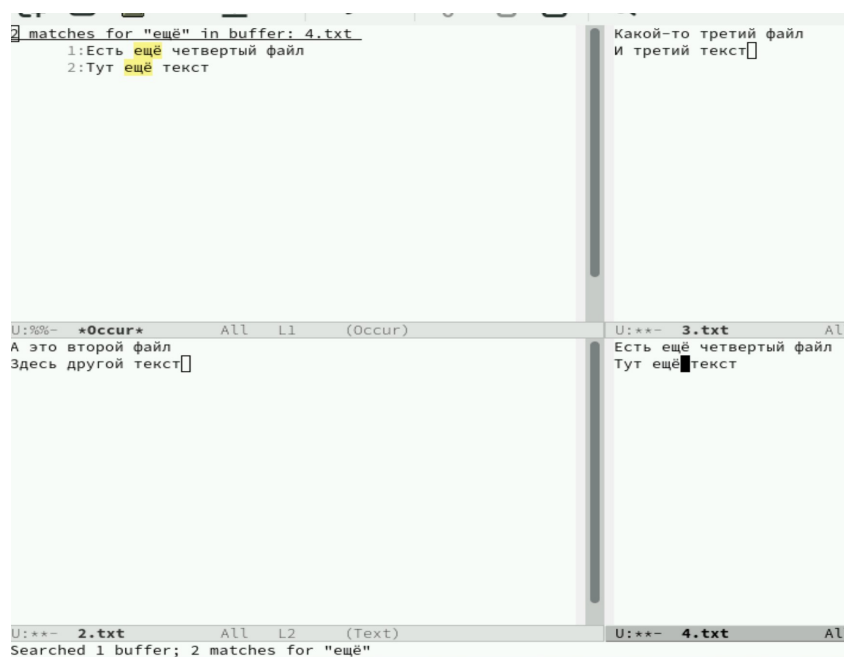 2 matches for "ещё" in buffer: 4.txt
1:Есть ещё четвертый файл
2:Тут ещё текст
U:%%- *Occur* All L1 (Occur)
Какой-то третий файл
И третий текст
U:**- 3.txt Al
А это второй файл
Здесь другой текст
U:**- 2.txt All L2 (Text)
Есть ещё четвертый файл
Тут ещё текст
U:**- 4.txt Al
Searched 1 buffer; 2 matches for "ещё"